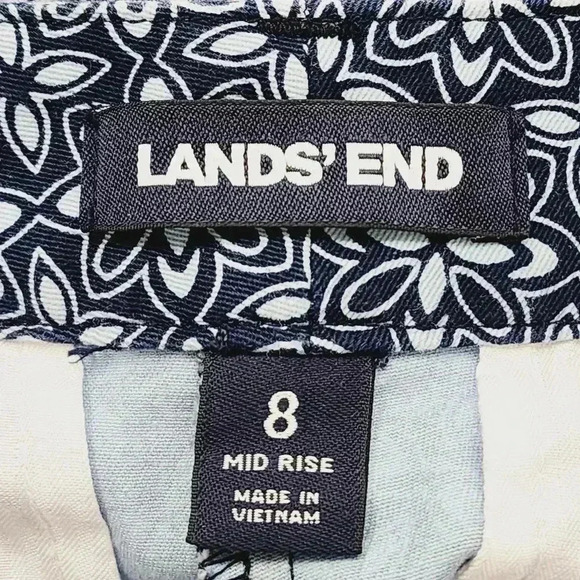 LANDS' END
8
MID RISE
MADE IN
VIETNAM